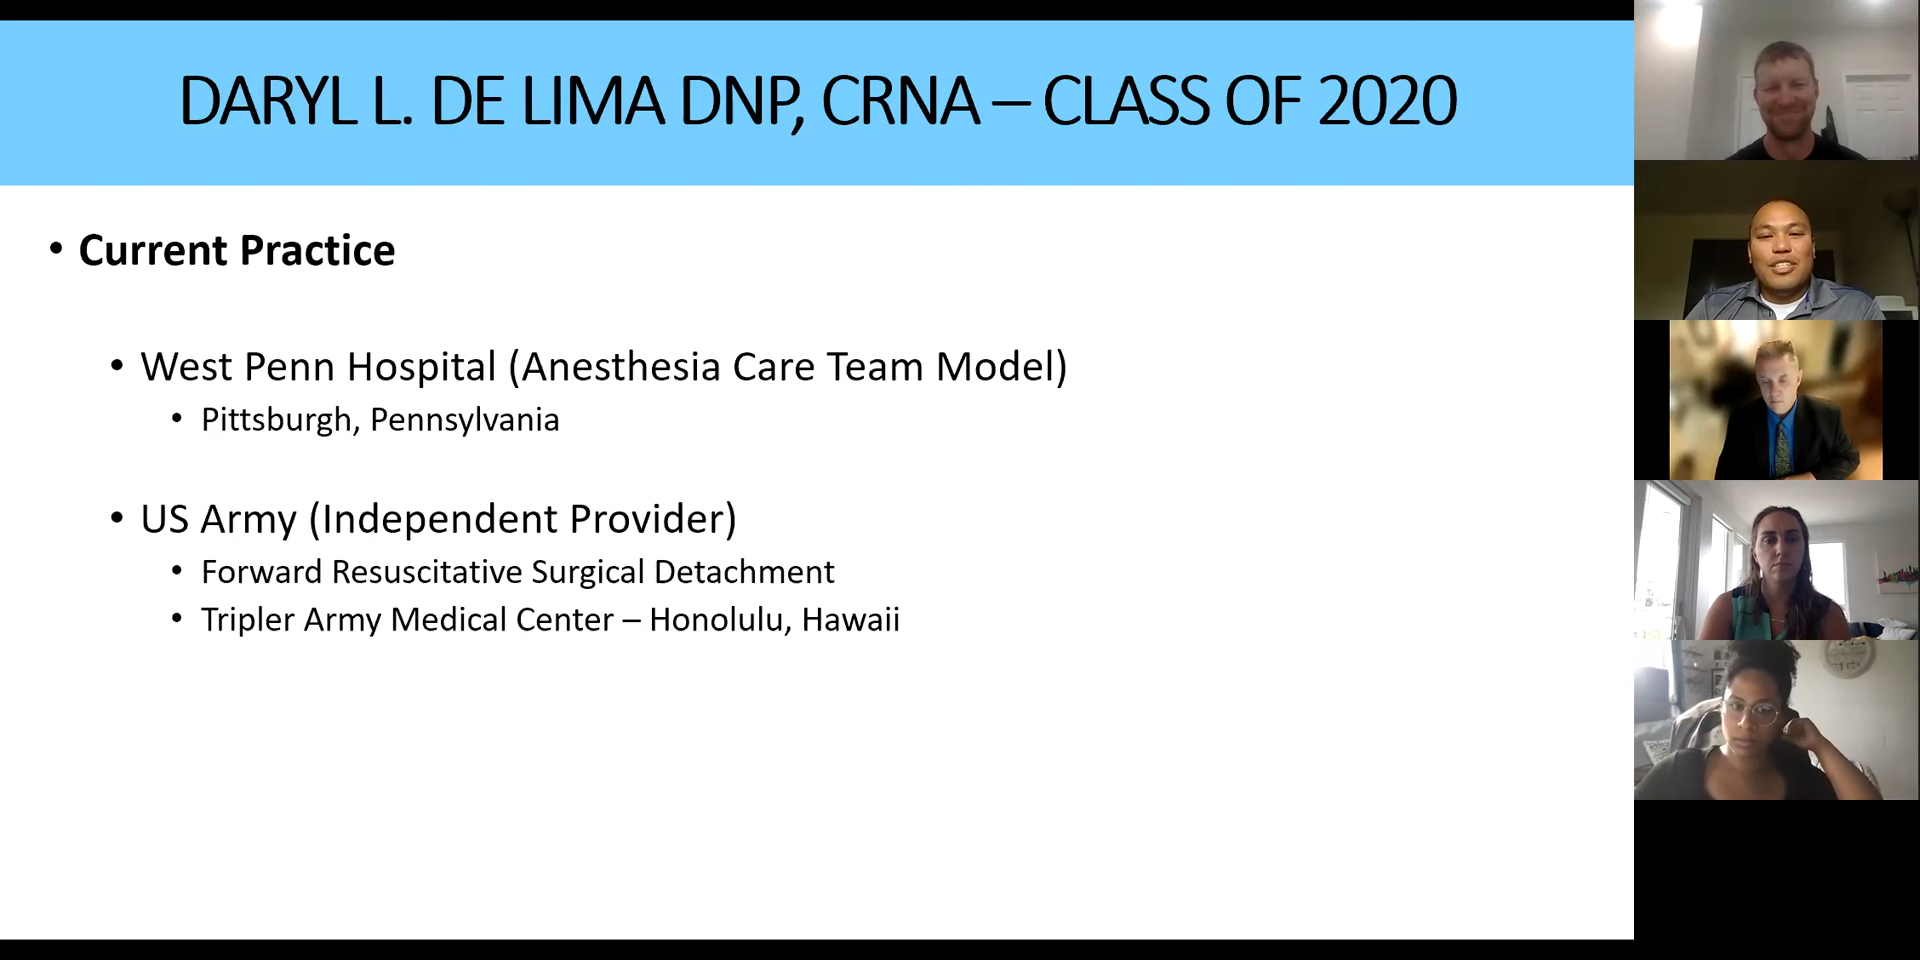 DARYL L. DE LIMA DNP, CRNA – CLASS OF 2020
• Current Practice
• West Penn Hospital (Anesthesia Care Team Model)
• Pittsburgh, Pennsylvania
• US Army (Independent Provider)
• Forward Resuscitative Surgical Detachment
• Tripler Army Medical Center – Honolulu, Hawaii